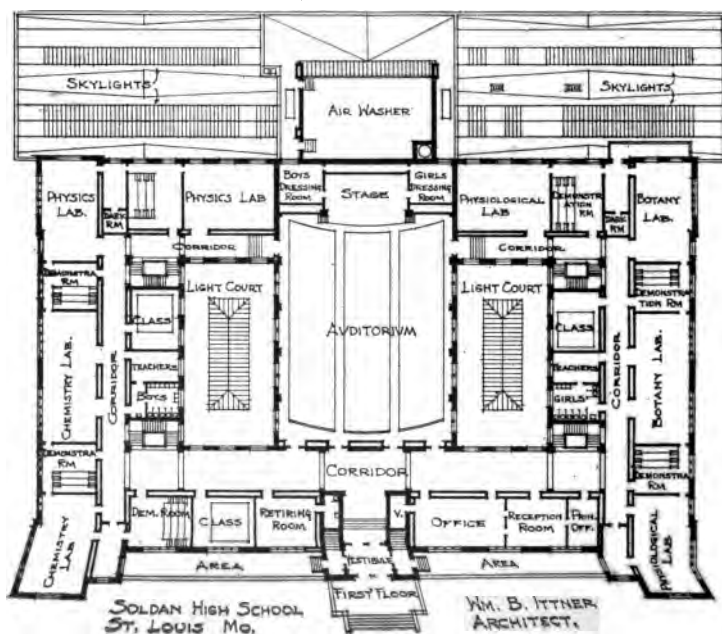 SKYLIGHTS
AIR WASHER
SKYLIGHTS
PHYSICS
LAB.
DARK
RM
PHYSICS LAB
BOYS
DRESSING
ROOM
STAGE
GIRLS
DRESSING
ROOM
PHYSIOLOGICAL
LAB
DEMONST-
RATION
RM
DARK
RM
BOTANY
LAB.
CORRIDOR
CORRIDOR
DEMONSTRA
RM
LIGHT COURT
AUDITORIUM
LIGHT COURT
DEMONSTRA-
TION RM
CLASS
CLASS
CHEMISTRY LAB.
CORRIDOR
TEACHERS
BOYS
TEACHERS
GIRLS
CORRIDOR
BOTANY LAB.
DEMONSTRA
RM
CORRIDOR
DEMONSTRA
RM
CHEMISTRY
LAB
DEM. ROOM
CLASS
RETIRING
ROOM
V.
OFFICE
RECEPTION
ROOM
PRIN.
OFF.
PHYSIOLOGICAL
LAB
AREA
VESTIBULE
AREA
FIRST FLOOR
SOLDAN HIGH SCHOOL
ST. LOUIS MO.
WM. B. ITTNER
ARCHITECT.